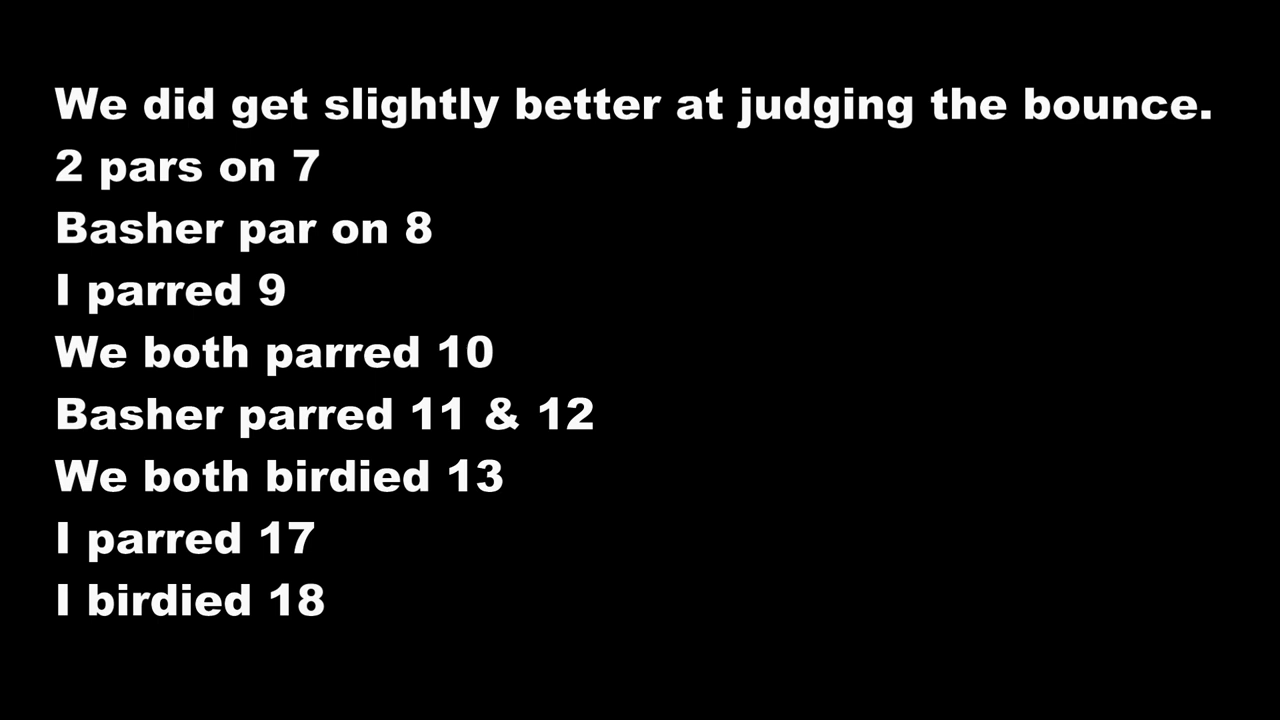 We did get slightly better at judging the bounce.
2 pars on 7
Basher par on 8
I parred 9
We both parred 10
Basher parred 11 & 12
We both birdied 13
I parred 17
I birdied 18